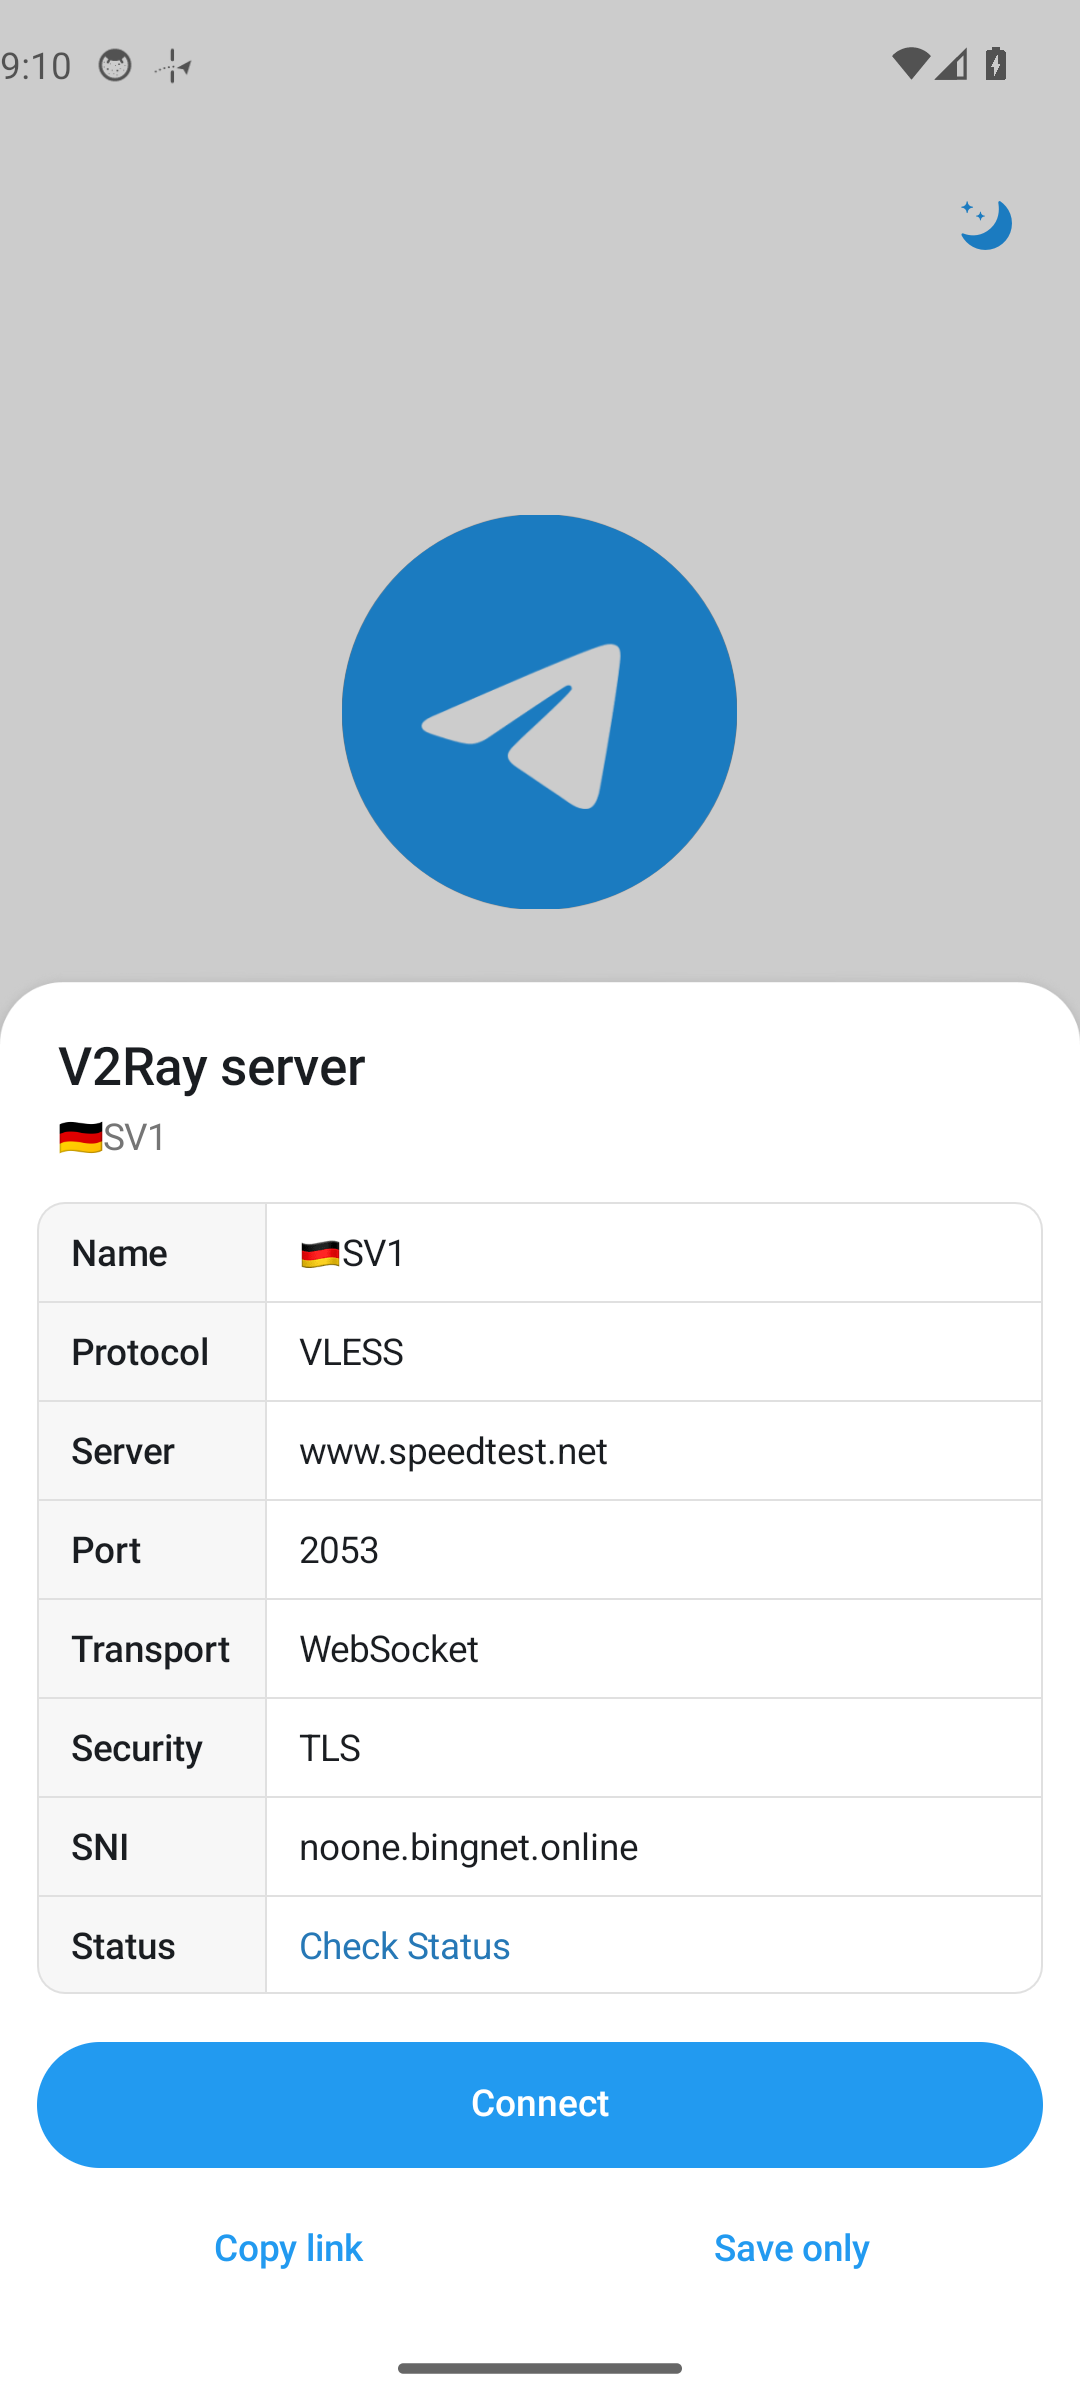 9:10
V2Ray server
🇩🇪SV1
Name
🇩🇪SV1
Protocol
VLESS
Server
www.speedtest.net
Port
2053
Transport
WebSocket
Security
TLS
SNI
noone.bingnet.online
Status
Check Status
Connect
Copy link
Save only